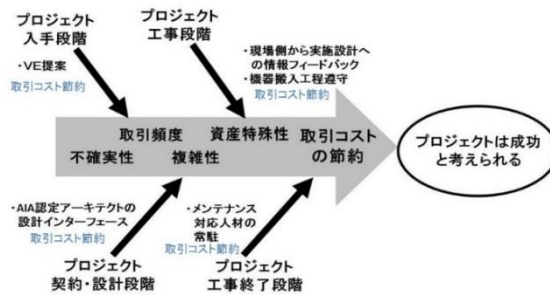 プロジェクト
入手段階
・VE提案
取引コスト節約
プロジェクト
工事段階
・現場側から実施設計へ
の情報フィードバック
・機器搬入工程遵守
取引コスト節約
取引頻度
資産特殊性
不確実性
複雑性
取引コスト
の節約
プロジェクトは成功
と考えられる
・AIA認定アーキテクトの
設計インターフェース
取引コスト節約
プロジェクト
契約・設計段階
・メンテナンス
対応人材の
常駐
取引コスト節約
プロジェクト
工事終了段階